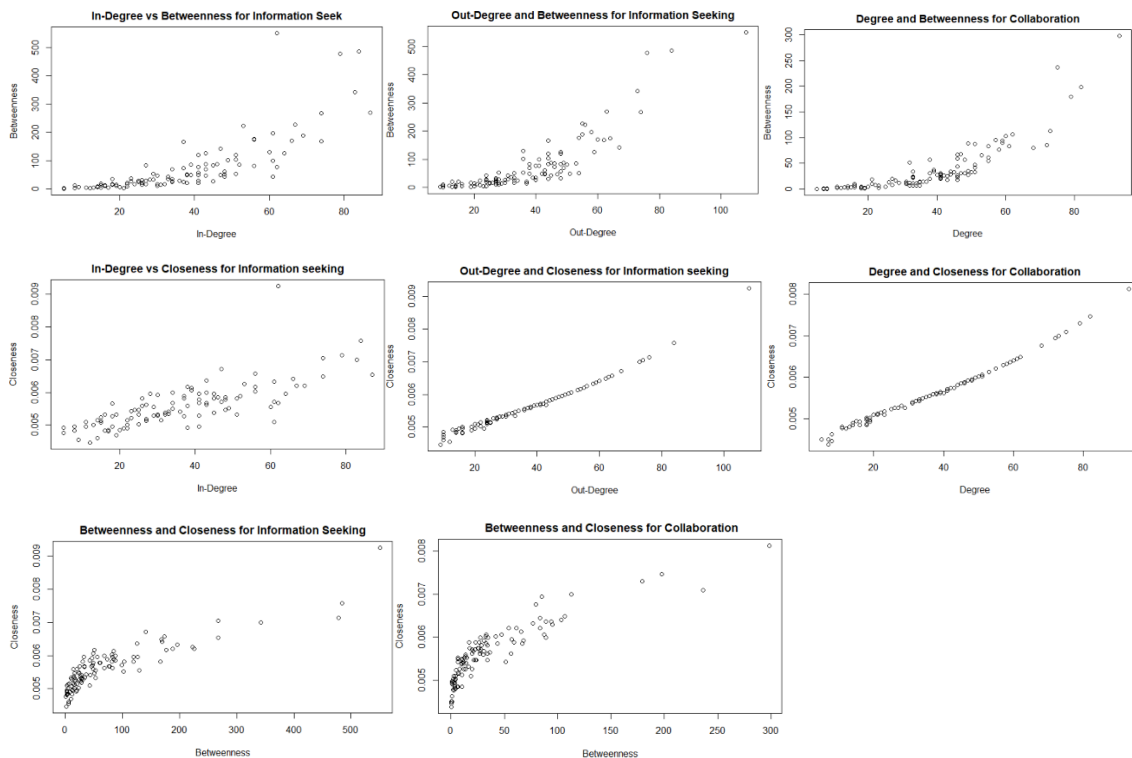 In-Degree vs Betweenness for Information Seek
Betweenness
0 100 200 300 400 500
20 40 60 80
In-Degree
Out-Degree and Betweenness for Information Seeking
Betweenness
0 100 200 300 400 500
20 40 60 80 100
Out-Degree
Degree and Betweenness for Collaboration
Betweenness
0 50 100 150 200 250 300
20 40 60 80
Degree
In-Degree vs Closeness for Information seeking
Closeness
0.005 0.006 0.007 0.008 0.009
20 40 60 80
In-Degree
Out-Degree and Closeness for Information seeking
Closeness
0.005 0.006 0.007 0.008 0.009
20 40 60 80 100
Out-Degree
Degree and Closeness for Collaboration
Closeness
0.005 0.006 0.007 0.008
20 40 60 80
Degree
Betweenness and Closeness for Information Seeking
Closeness
0.005 0.006 0.007 0.008 0.009
0 100 200 300 400 500
Betweenness
Betweenness and Closeness for Collaboration
Closeness
0.005 0.006 0.007 0.008
0 50 100 150 200 250 300
Betweenness